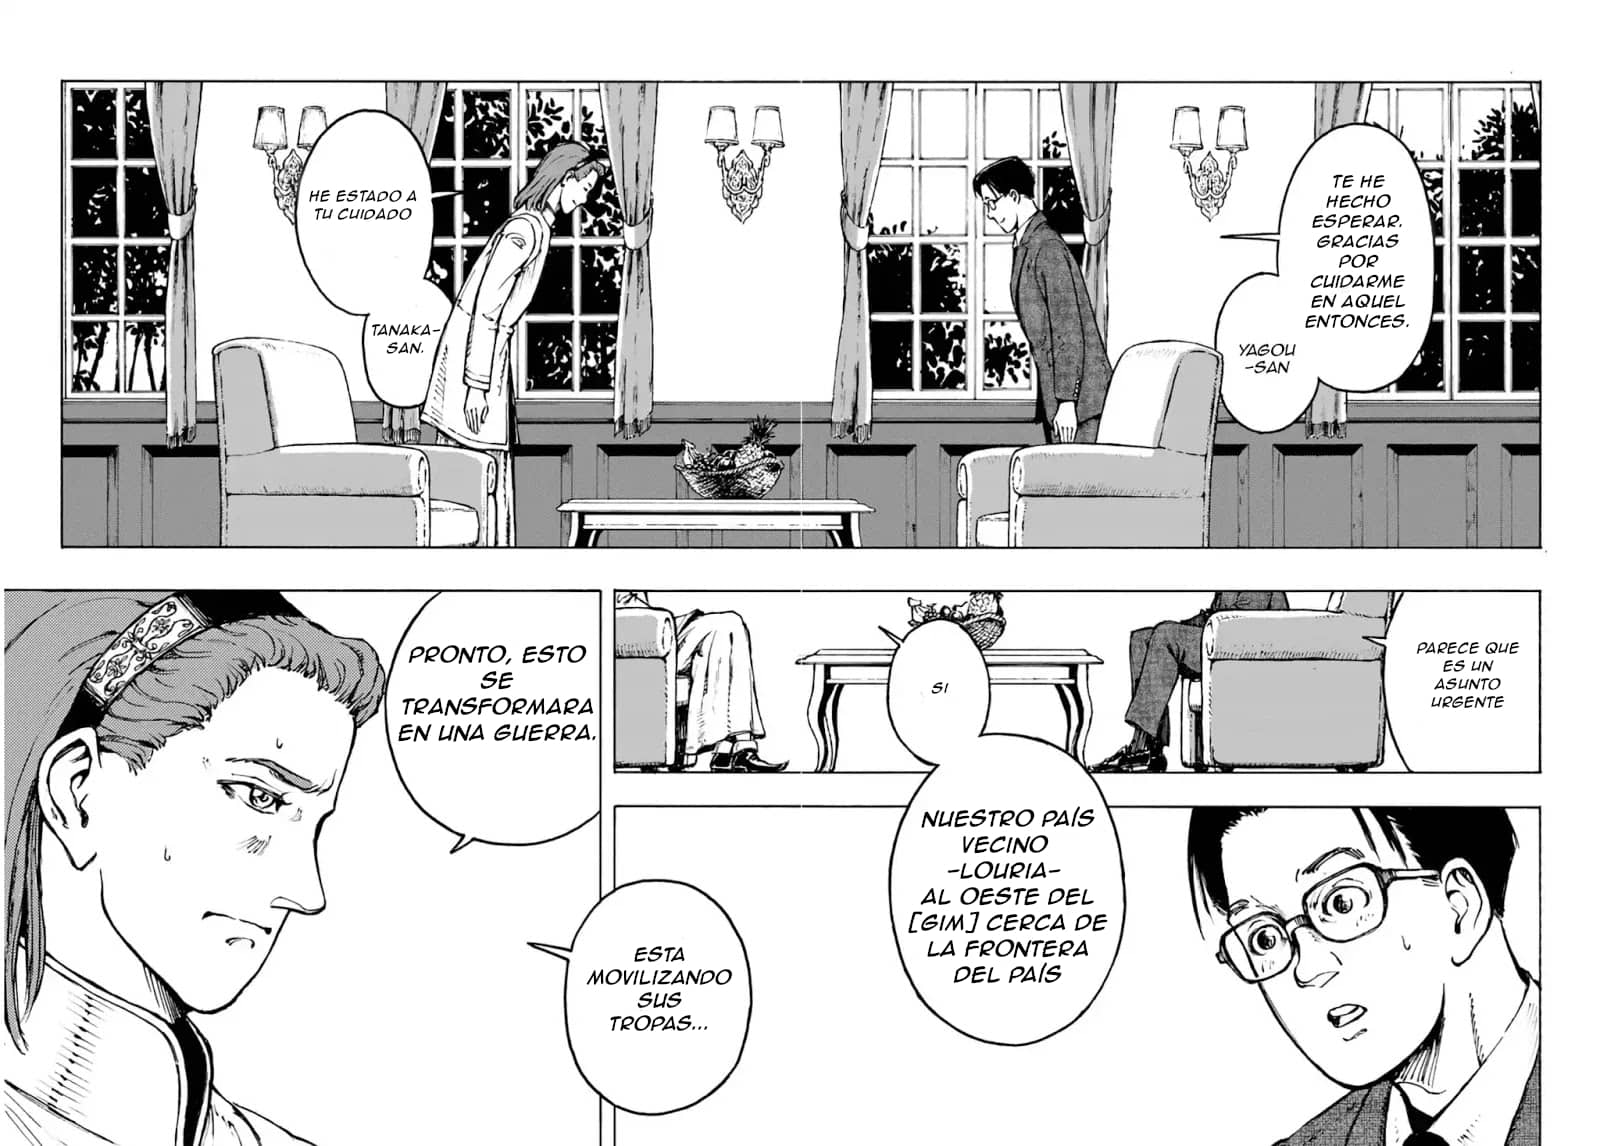 TE HE
HECHO
ESPERAR.
GRACIAS
POR
CUIDARME
EN AQUEL
ENTONCES.
YAGOU
-SAN
HE ESTADO A
TU CUIDADO
TANAKA-
SAN.
PARECE QUE
ES UN
ASUNTO
URGENTE
SI
NUESTRO PAÍS
VECINO
-LOURIA-
AL OESTE DEL
[GIM] CERCA DE
LA FRONTERA
DEL PAÍS
ESTA
MOVILIZANDO
SUS
TROPAS...
PRONTO, ESTO
SE
TRANSFORMARA
EN UNA GUERRA.